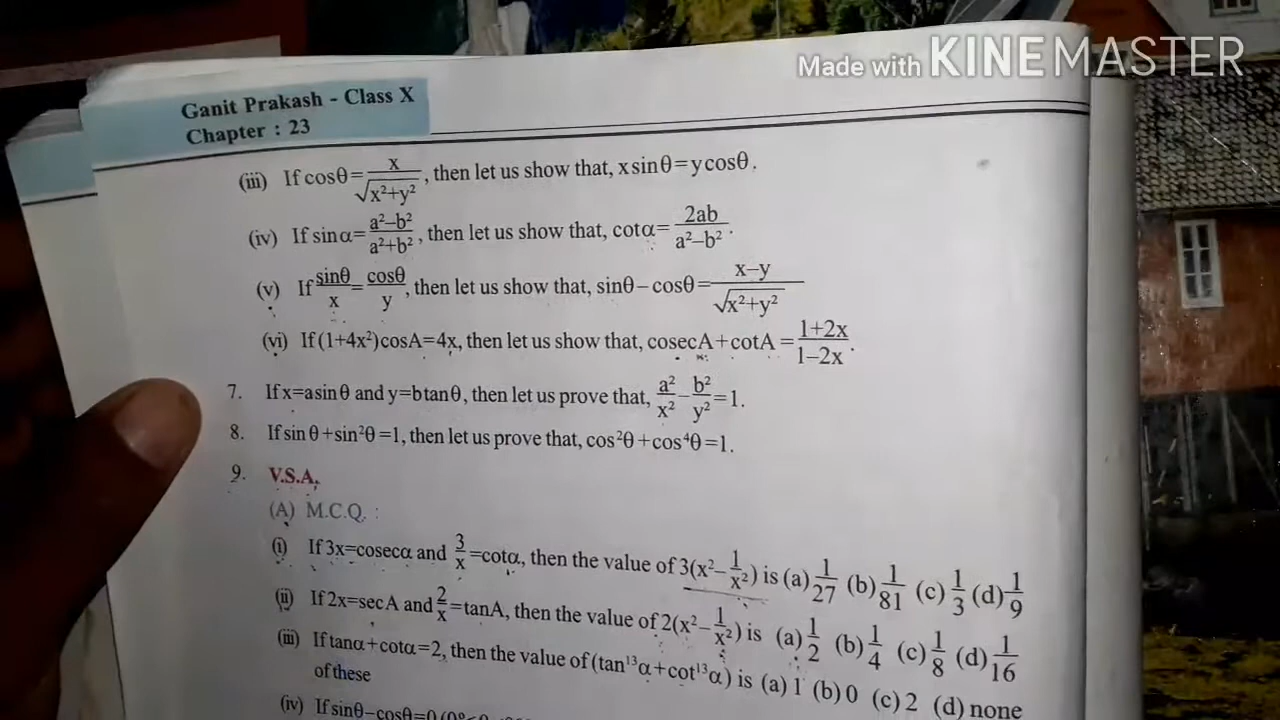 Made with KINEMASTER
Ganit Prakash - Class X
Chapter : 23
(iii) If cosθ=x/√x²+y², then let us show that, xsinθ=ycosθ.
(iv) If sinα=a²–b²/a²+b², then let us show that, cotα=2ab/a²–b².
(v) If sinθ/x=cosθ/y, then let us show that, sinθ–cosθ=x–y/√x²+y²
(vi) If (1+4x²)cosA=4x, then let us show that, cosecA+cotA=1+2x/1–2x.
7. If x=asinθ and y=btanθ, then let us prove that, a²/x²–b²/y²=1.
8. If sinθ+sin²θ=1, then let us prove that, cos²θ+cos⁴θ=1.
9. V.S.A.
(A) M.C.Q. :
(i) If 3x=cosecα and 3/x=cotα, then the value of 3(x²–1/x²) is (a)1/27 (b)1/81 (c)1/3 (d)1/9
(ii) If 2x=secA and 2/x=tanA, then the value of 2(x²–1/x²) is (a)1/2 (b)1/4 (c)1/8 (d)1/16
(iii) If tanα+cotα=2, then the value of (tan¹³α+cot¹³α) is (a) 1 (b) 0 (c) 2 (d) none
of these
(iv) If sinθ–cosθ=0